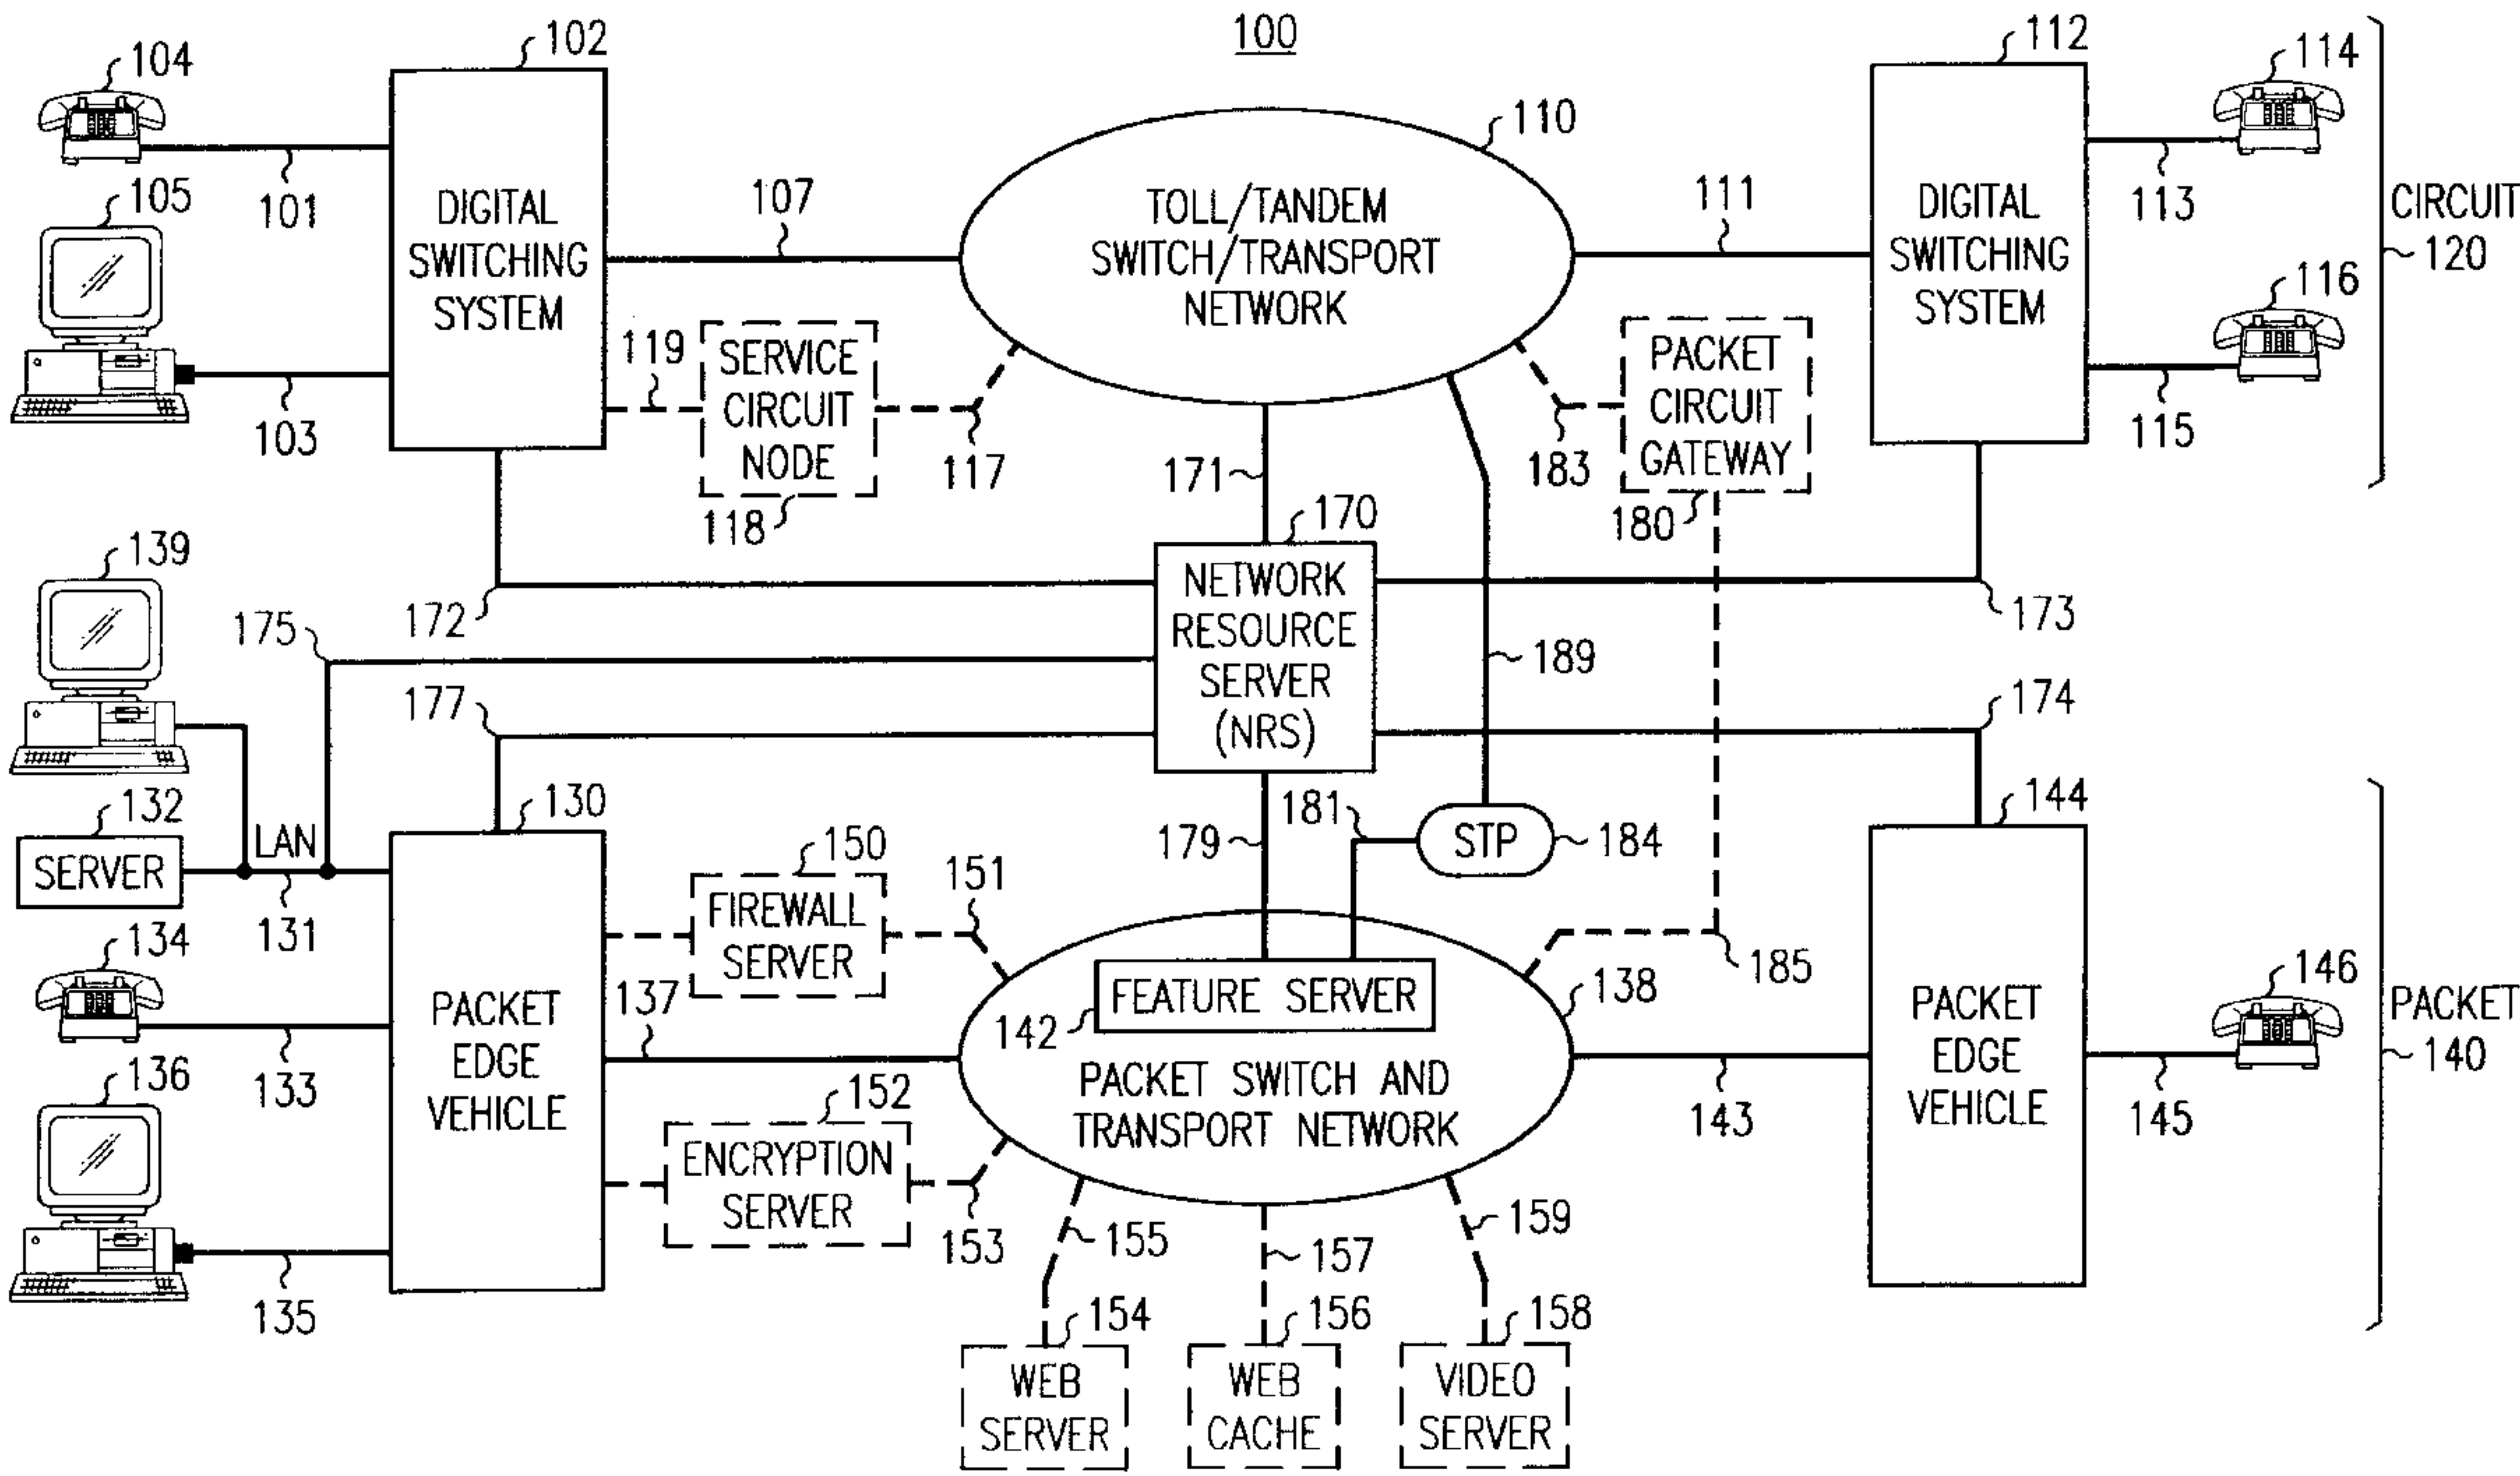 100
102
104
105
101
103
DIGITAL
SWITCHING
SYSTEM
107
110
TOLL/TANDEM
SWITCH/TRANSPORT
NETWORK
111
112
DIGITAL
SWITCHING
SYSTEM
114
113
116
115
CIRCUIT
120
119
SERVICE
CIRCUIT
NODE
118
117
171
183
PACKET
CIRCUIT
GATEWAY
180
139
175
172
177
170
NETWORK
RESOURCE
SERVER
(NRS)
173
189
174
132
SERVER
LAN
131
130
134
133
136
135
PACKET
EDGE
VEHICLE
150
FIREWALL
SERVER
151
137
152
ENCRYPTION
SERVER
153
179
181
STP
184
185
138
FEATURE SERVER
142
PACKET SWITCH AND
TRANSPORT NETWORK
143
144
PACKET
EDGE
VEHICLE
146
145
PACKET
140
155
157
159
154
WEB
SERVER
156
WEB
CACHE
158
VIDEO
SERVER